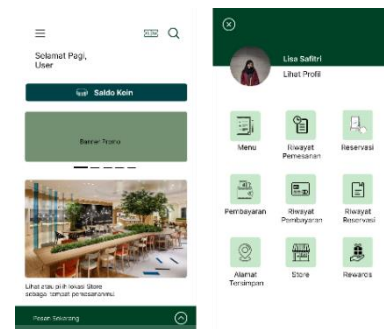 Selamat Pagi,
User
Saldo Koin
Banner Promo
Lihat atau pilih lokasi Store
sebagai tempat pemesananmu
Pesan Sekarang
Lisa Safitri
Lihat Profil
Menu
Riwayat
Pemesanan
Reservasi
Pembayaran
Riwayat
Pembayaran
Riwayat
Reservasi
Alamat
Tersimpan
Store
Rewards